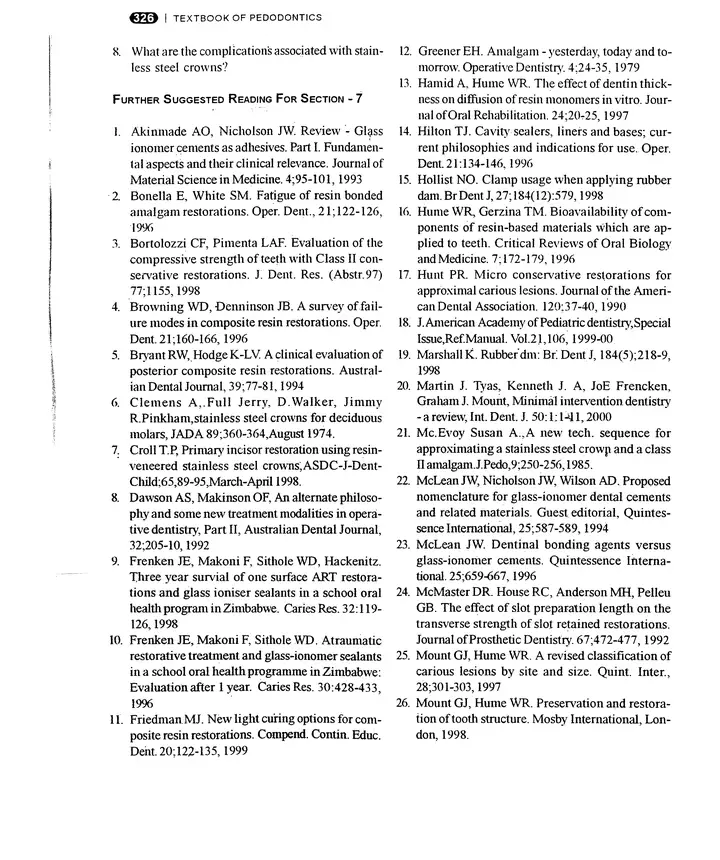 326 | TEXTBOOK OF PEDODONTICS
8. What are the complications associated with stain-
less steel crowns?
FURTHER SUGGESTED READING FOR SECTION - 7
1. Akinmade AO, Nicholson JW. Review - Glass
ionomer cements as adhesives. Part I. Fundamen-
tal aspects and their clinical relevance. Journal of
Material Science in Medicine. 4;95-101, 1993
2. Bonella E, White SM. Fatigue of resin bonded
amalgam restorations. Oper. Dent., 21;122-126,
1996
3. Bortolozzi CF, Pimenta LAF. Evaluation of the
compressive strength of teeth with Class II con-
servative restorations. J. Dent. Res. (Abstr.97)
77;1155, 1998
4. Browning WD, Denninson JB. A survey of fail-
ure modes in composite resin restorations. Oper.
Dent. 21;160-166, 1996
5. Bryant RW, Hodge K-LV. A clinical evaluation of
posterior composite resin restorations. Austral-
ian Dental Journal, 39;77-81, 1994
6. Clemens A,.Full Jerry, D.Walker, Jimmy
R.Pinkham,stainless steel crowns for deciduous
molars, JADA 89;360-364,August 1974.
7. Croll T.P, Primary incisor restoration using resin-
veneered stainless steel crowns,ASDC-J-Dent-
Child;65,89-95,March-April 1998.
8. Dawson AS, Makinson OF, An alternate philoso-
phy and some new treatment modalities in opera-
tive dentistry, Part II, Australian Dental Journal,
32;205-10, 1992
9. Frenken JE, Makoni F, Sithole WD, Hackenitz.
Three year survial of one surface ART restora-
tions and glass ioniser sealants in a school oral
health program in Zimbabwe. Caries Res. 32:119-
126, 1998
10. Frenken JE, Makoni F, Sithole WD. Atraumatic
restorative treatment and glass-ionomer sealants
in a school oral health programme in Zimbabwe:
Evaluation after 1 year. Caries Res. 30:428-433,
1996
11. Friedman MJ. New light curing options for com-
posite resin restorations. Compend. Contin. Educ.
Dent. 20;122-135, 1999
12. Greener EH. Amalgam - yesterday, today and to-
morrow. Operative Dentistry. 4;24-35, 1979
13. Hamid A, Hume WR. The effect of dentin thick-
ness on diffusion of resin monomers in vitro. Jour-
nal of Oral Rehabilitation. 24;20-25, 1997
14. Hilton TJ. Cavity sealers, liners and bases; cur-
rent philosophies and indications for use. Oper.
Dent. 21:134-146, 1996
15. Hollist NO. Clamp usage when applying rubber
dam. Br Dent J, 27;184(12):579, 1998
16. Hume WR, Gerzina TM. Bioavailability of com-
ponents of resin-based materials which are ap-
plied to teeth. Critical Reviews of Oral Biology
and Medicine. 7;172-179, 1996
17. Hunt PR. Micro conservative restorations for
approximal carious lesions. Journal of the Ameri-
can Dental Association. 120;37-40, 1990
18. J.American Academy of Pediatric dentistry,Special
Issue,Ref.Manual. Vol.21,106, 1999-00
19. Marshall K. Rubber dm: Br. Dent J, 184(5);218-9,
1998
20. Martin J. Tyas, Kenneth J. A, JoE Frencken,
Graham J. Mount, Minimal intervention dentistry
- a review, Int. Dent. J. 50:1:1-11, 2000
21. Mc.Evoy Susan A.,A new tech. sequence for
approximating a stainless steel crowp and a class
II amalgam.J.Pedo,9;250-256,1985.
22. McLean JW, Nicholson JW, Wilson AD. Proposed
nomenclature for glass-ionomer dental cements
and related materials. Guest editorial, Quintes-
sence International, 25;587-589, 1994
23. McLean JW. Dentinal bonding agents versus
glass-ionomer cements. Quintessence Interna-
tional. 25;659-667, 1996
24. McMaster DR. House RC, Anderson MH, Pelleu
GB. The effect of slot preparation length on the
transverse strength of slot retained restorations.
Journal of Prosthetic Dentistry. 67;472-477, 1992
25. Mount GJ, Hume WR. A revised classification of
carious lesions by site and size. Quint. Inter.,
28;301-303, 1997
26. Mount GJ, Hume WR. Preservation and restora-
tion of tooth structure. Mosby International, Lon-
don, 1998.